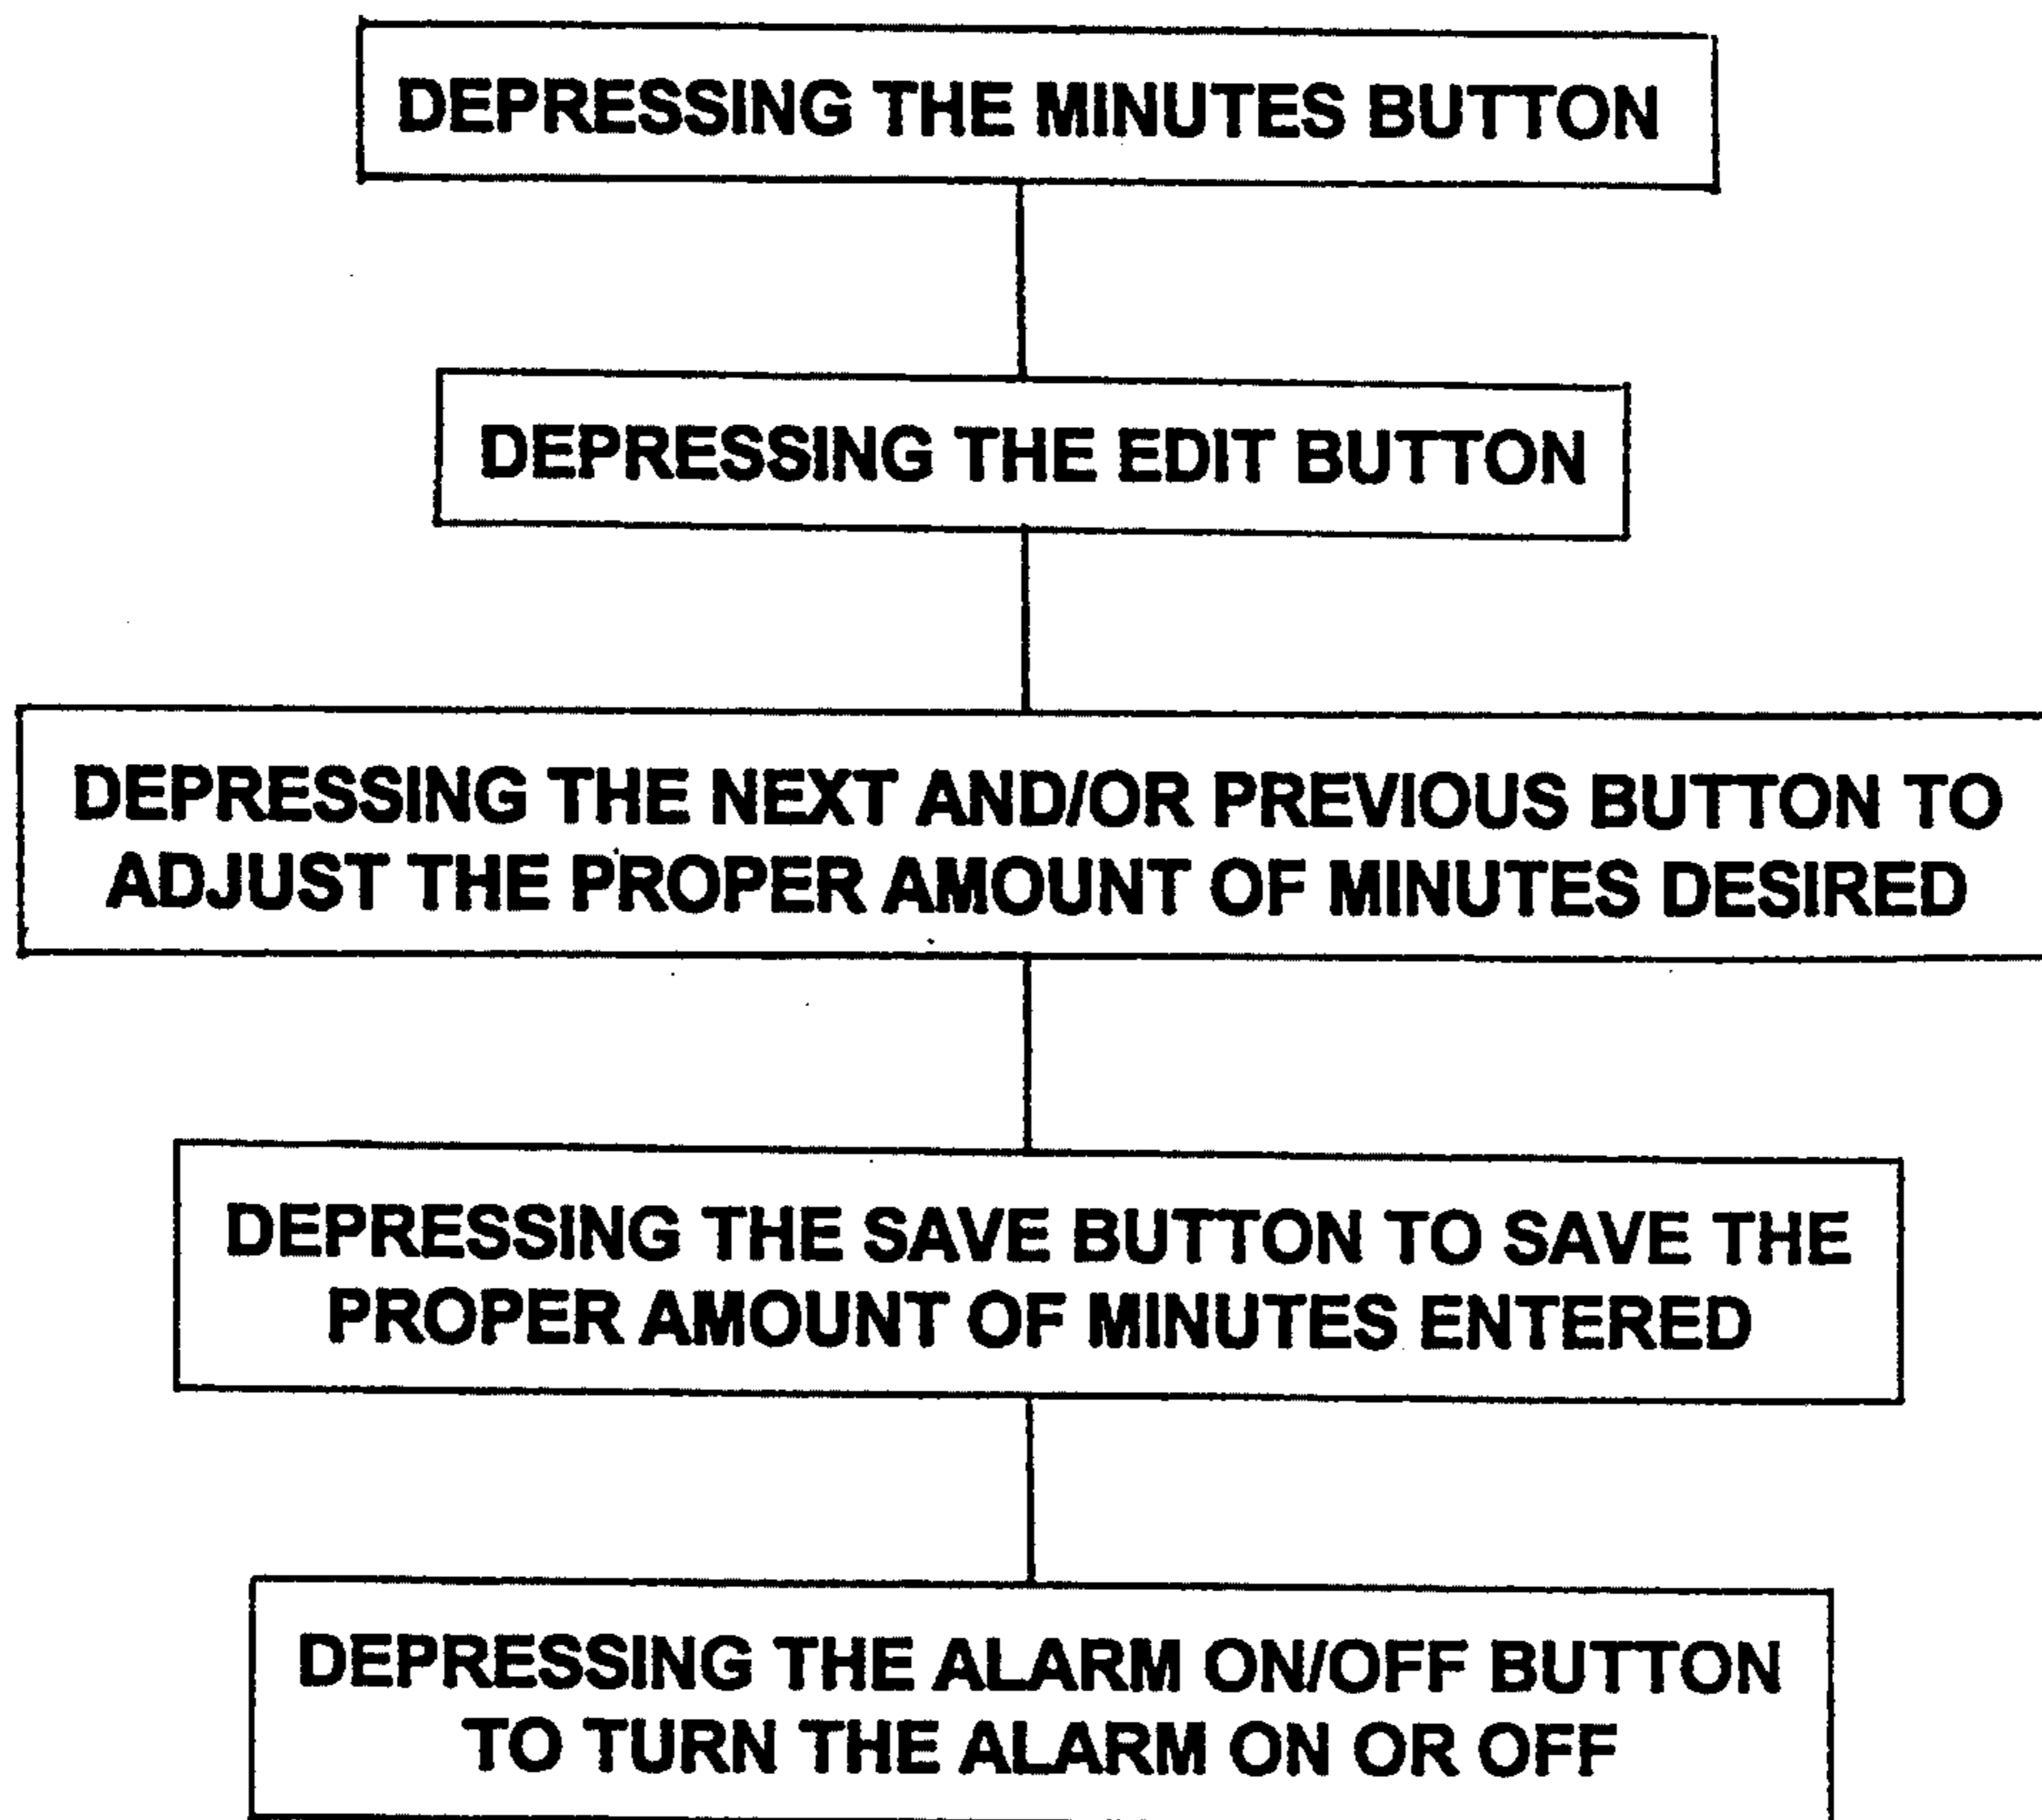 DEPRESSING THE MINUTES BUTTON
DEPRESSING THE EDIT BUTTON
DEPRESSING THE NEXT AND/OR PREVIOUS BUTTON TO
ADJUST THE PROPER AMOUNT OF MINUTES DESIRED
DEPRESSING THE SAVE BUTTON TO SAVE THE
PROPER AMOUNT OF MINUTES ENTERED
DEPRESSING THE ALARM ON/OFF BUTTON
TO TURN THE ALARM ON OR OFF